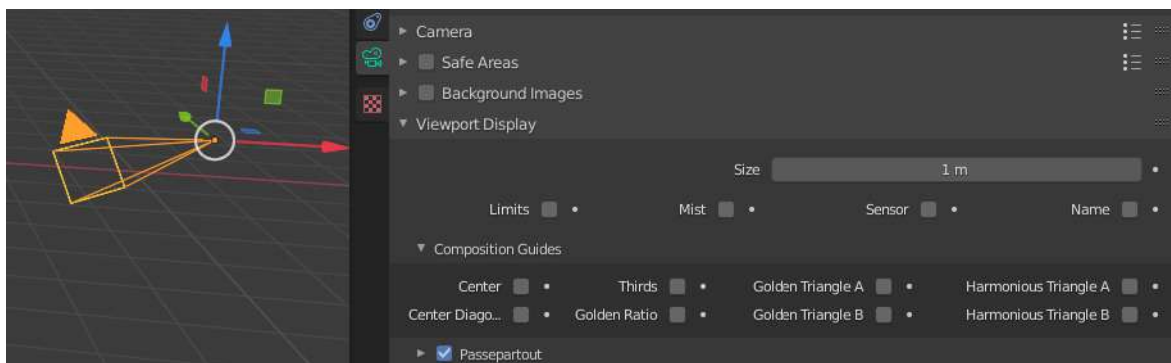 Camera
Safe Areas
Background Images
Viewport Display
Size 1 m
Limits Mist Sensor Name
Composition Guides
Center Thirds Golden Triangle A Harmonious Triangle A
Center Diago... Golden Ratio Golden Triangle B Harmonious Triangle B
Passepartout